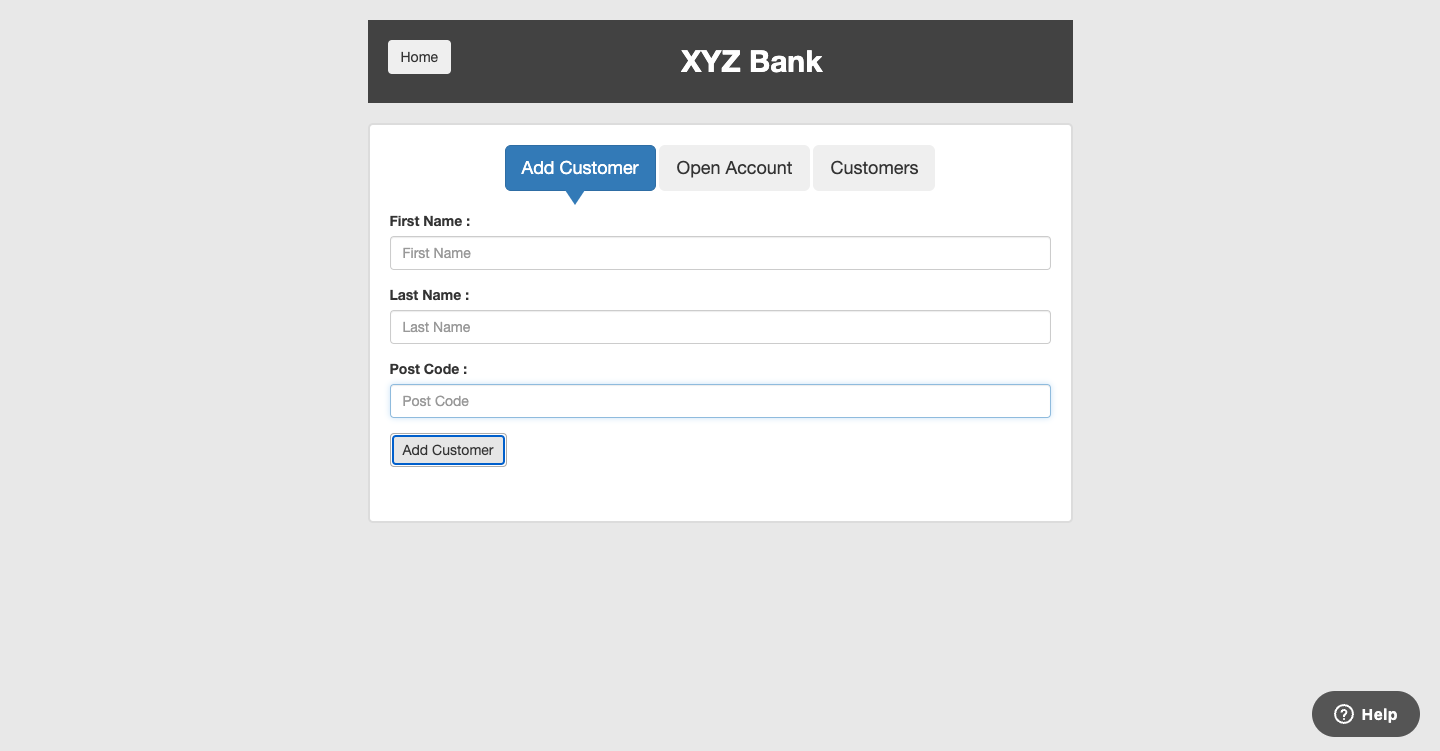 Home
XYZ Bank
Add Customer
Open Account
Customers
First Name :
First Name
Last Name :
Last Name
Post Code :
Post Code
Add Customer
Help